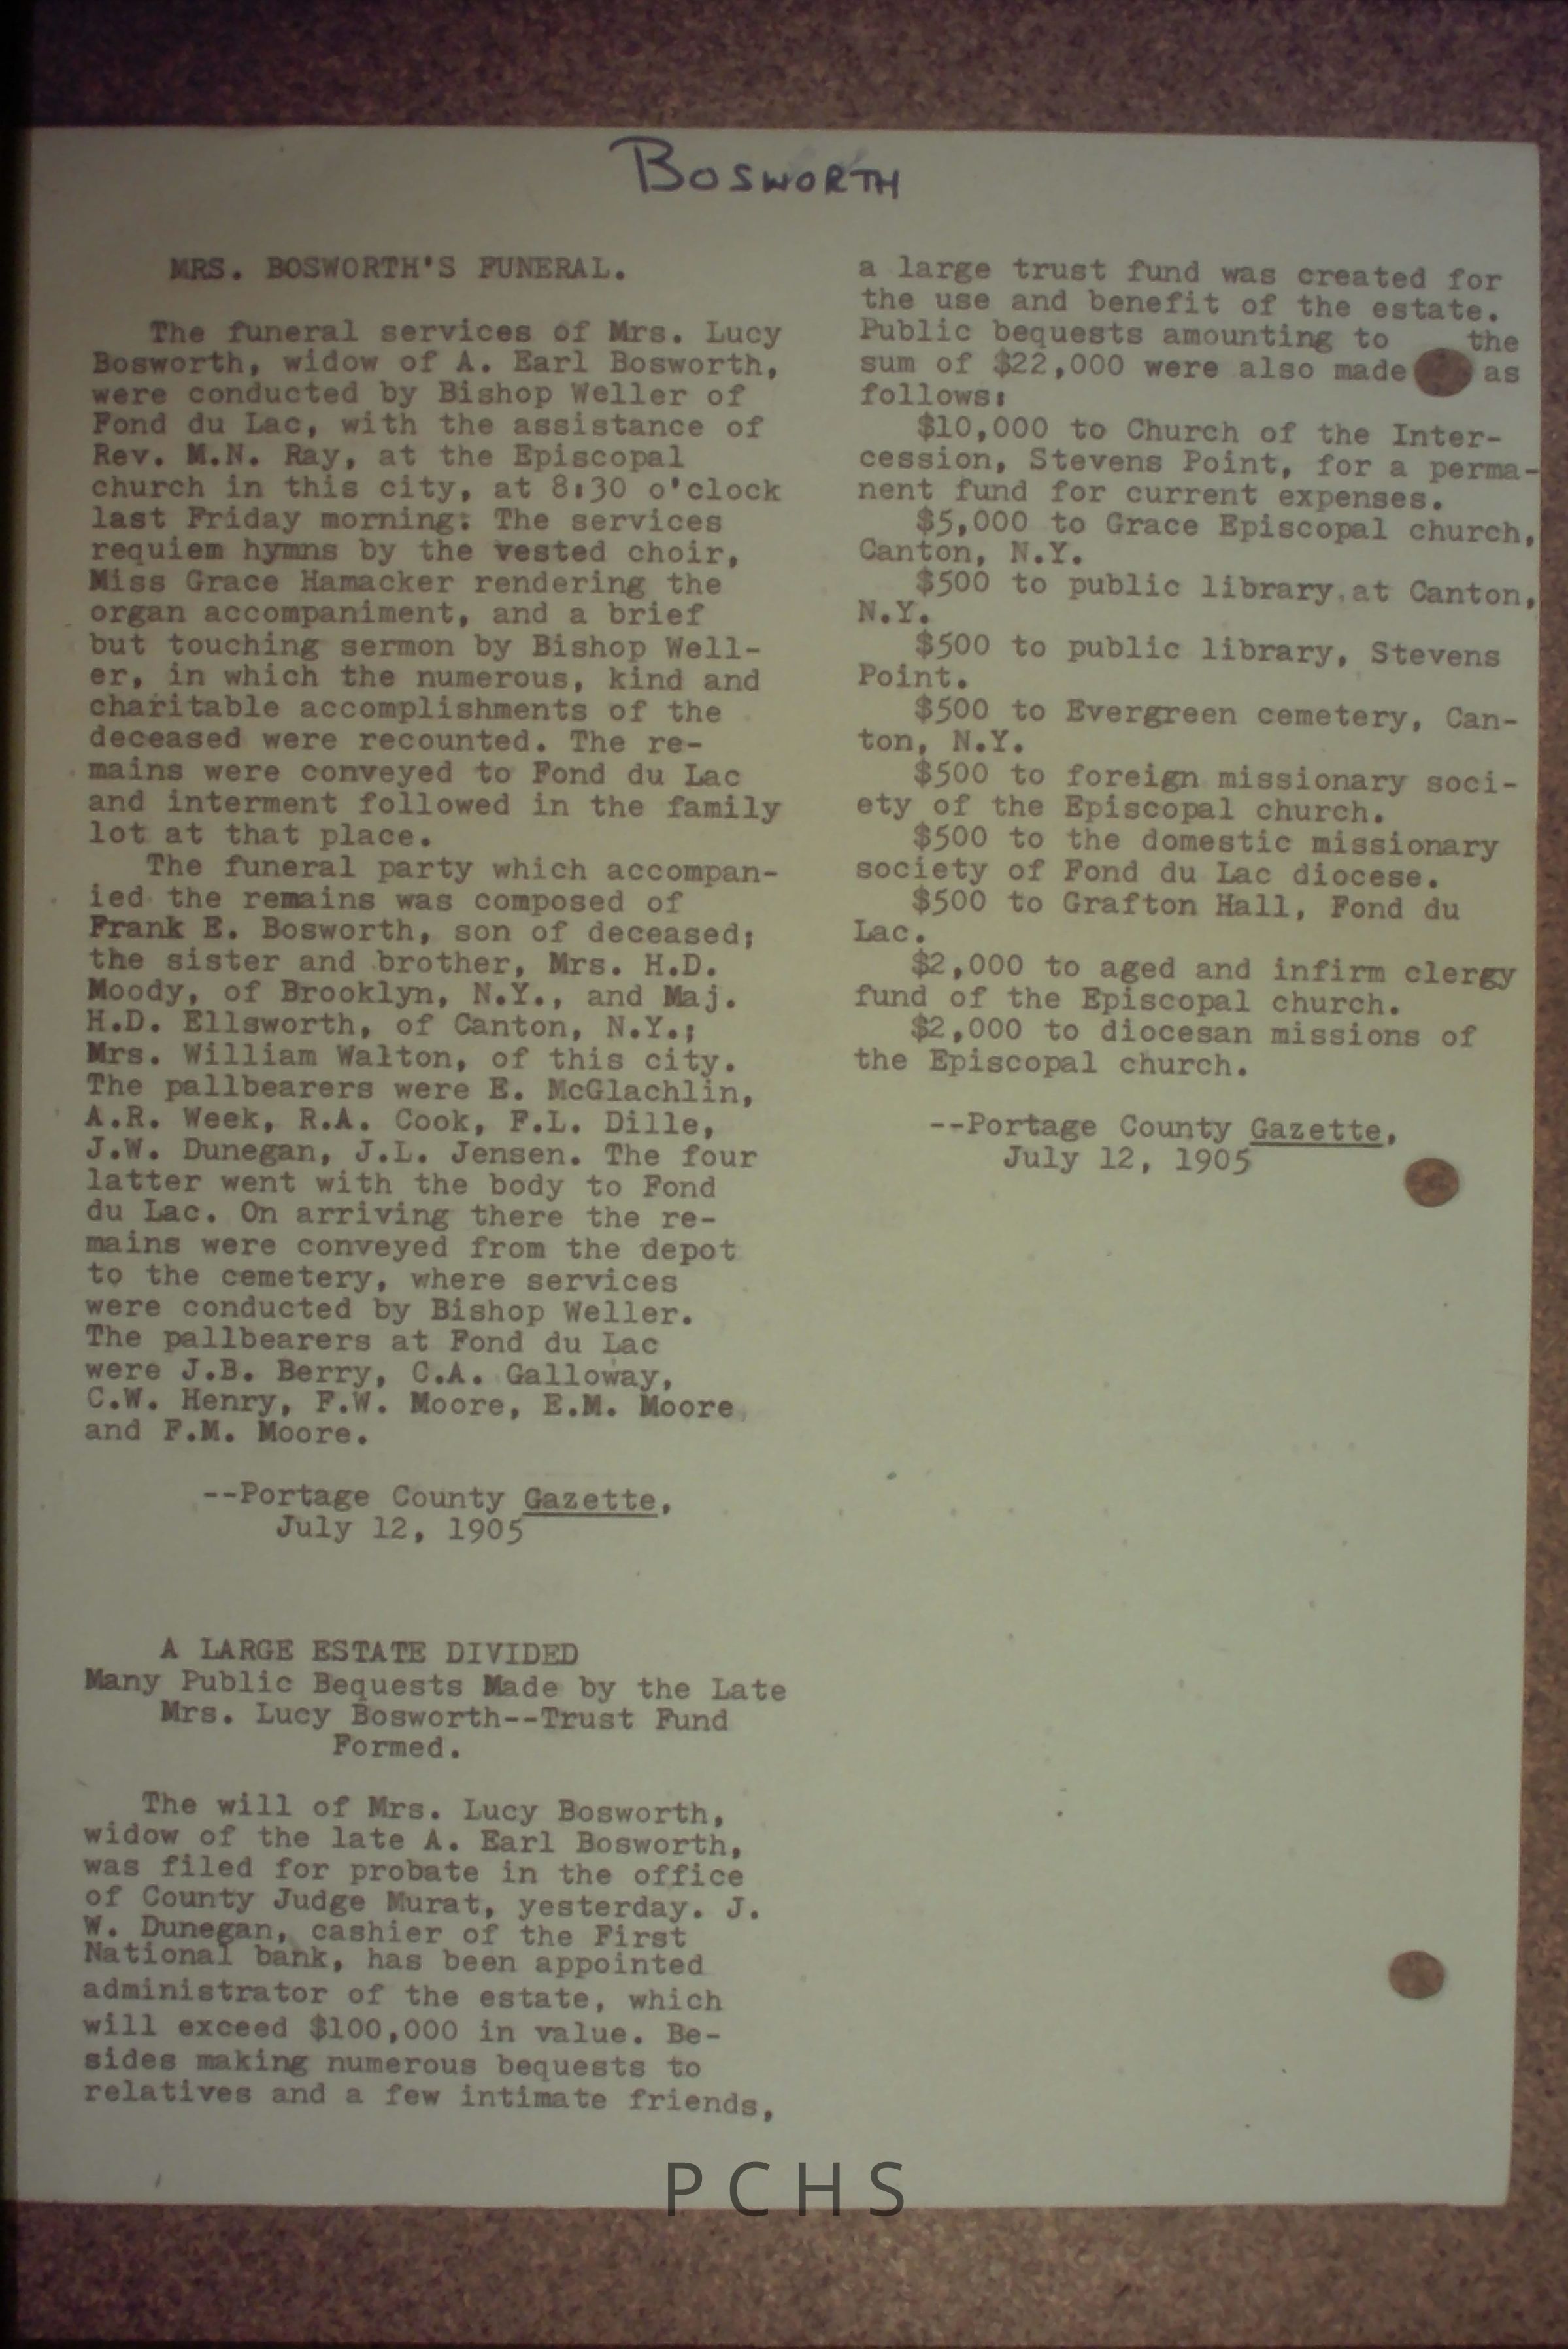 BOSWORTH
MRS. BOSWORTH'S FUNERAL.
The funeral services of Mrs. Lucy
Bosworth, widow of A. Earl Bosworth,
were conducted by Bishop Weller of
Fond du Lac, with the assistance of
Rev. M.N. Ray, at the Episcopal
church in this city, at 8:30 o'clock
last Friday morning. The services
requiem hymns by the vested choir,
Miss Grace Hamacker rendering the
organ accompaniment, and a brief
but touching sermon by Bishop Well-
er, in which the numerous, kind and
charitable accomplishments of the
deceased were recounted. The re-
mains were conveyed to Fond du Lac
and interment followed in the family
lot at that place.
The funeral party which accompan-
ied the remains was composed of
Frank E. Bosworth, son of deceased;
the sister and brother, Mrs. H.D.
Moody, of Brooklyn, N.Y., and Maj.
H.D. Ellsworth, of Canton, N.Y.;
Mrs. William Walton, of this city.
The pallbearers were E. McGlachlin,
A.R. Week, R.A. Cook, F.L. Dille,
J.W. Dunegan, J.L. Jensen. The four
latter went with the body to Fond
du Lac. On arriving there the re-
mains were conveyed from the depot
to the cemetery, where services
were conducted by Bishop Weller.
The pallbearers at Fond du Lac
were J.B. Berry, C.A. Galloway,
C.W. Henry, F.W. Moore, E.M. Moore
and F.M. Moore.
--Portage County Gazette,
July 12, 1905
A LARGE ESTATE DIVIDED
Many Public Bequests Made by the Late
Mrs. Lucy Bosworth--Trust Fund
Formed.
The will of Mrs. Lucy Bosworth,
widow of the late A. Earl Bosworth,
was filed for probate in the office
of County Judge Murat, yesterday. J.
W. Dunegan, cashier of the First
National bank, has been appointed
administrator of the estate, which
will exceed $100,000 in value. Be-
sides making numerous bequests to
relatives and a few intimate friends,
a large trust fund was created for
the use and benefit of the estate.
Public bequests amounting to the
sum of $22,000 were also made as
follows:
$10,000 to Church of the Inter-
cession, Stevens Point, for a perma-
nent fund for current expenses.
$5,000 to Grace Episcopal church,
Canton, N.Y.
$500 to public library at Canton,
N.Y.
$500 to public library, Stevens
Point.
$500 to Evergreen cemetery, Can-
ton, N.Y.
$500 to foreign missionary soci-
ety of the Episcopal church.
$500 to the domestic missionary
society of Fond du Lac diocese.
$500 to Grafton Hall, Fond du
Lac.
$2,000 to aged and infirm clergy
fund of the Episcopal church.
$2,000 to diocesan missions of
the Episcopal church.
--Portage County Gazette,
July 12, 1905
PCHS